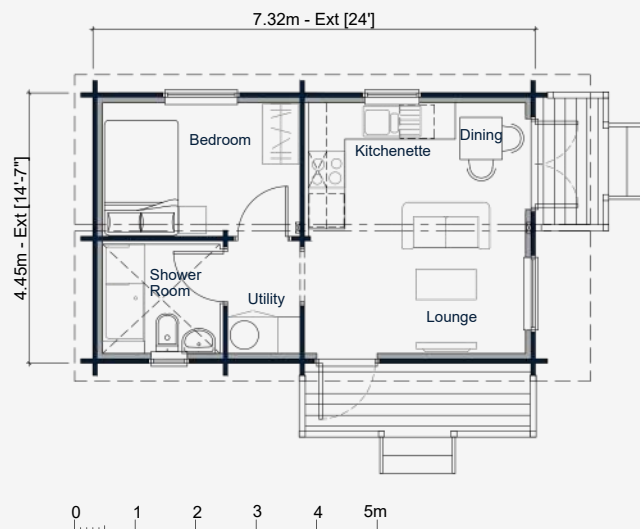 7.32m - Ext [24']
4.45m - Ext [14'-7"]
Bedroom
Kitchenette
Dining
Shower
Room
Utility
Lounge
0 1 2 3 4 5m